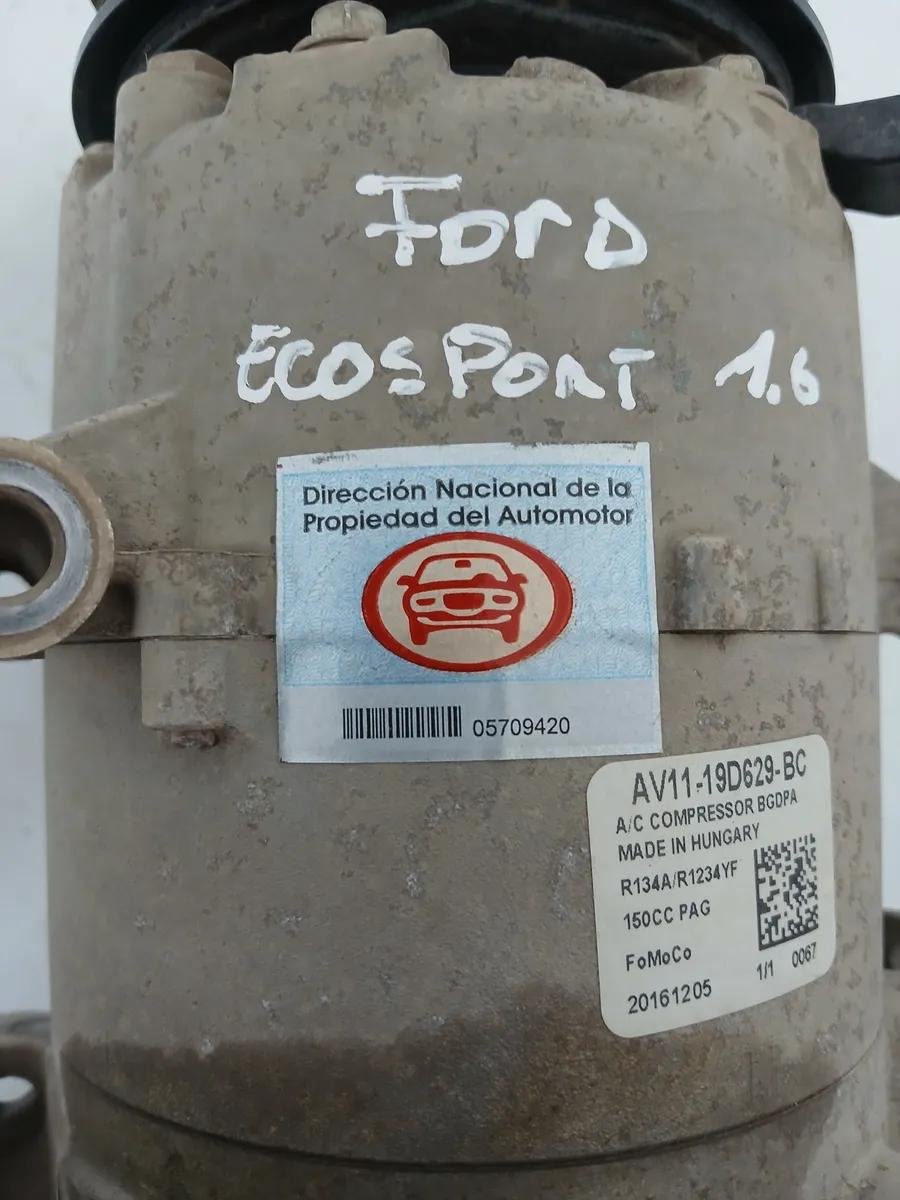 Ford
ECOSPORT 1.6
Dirección Nacional de la
Propiedad del Automotor
05709420
AV11-19D629-BC
A/C COMPRESSOR BGDPA
MADE IN HUNGARY
R134A/R1234YF
150CC PAG
FoMoCo
20161205 1/1 0067